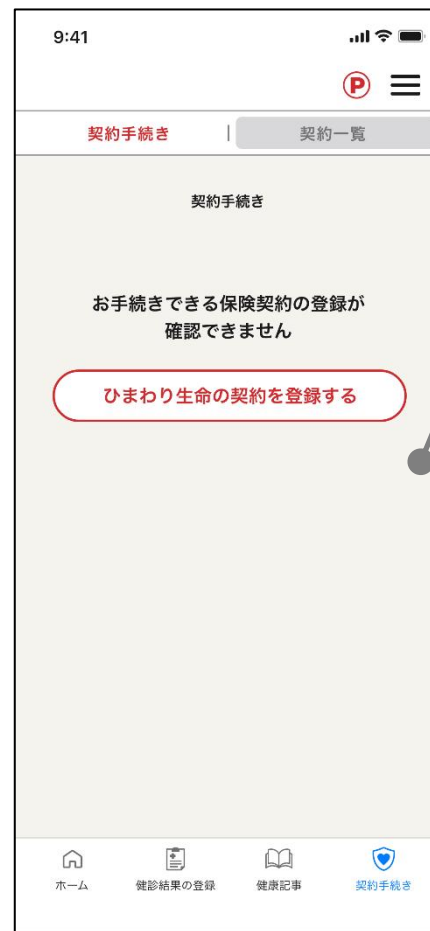 9:41
P
契約手続き | 契約一覧
契約手続き
お手続きできる保険契約の登録が
確認できません
ひまわり生命の契約を登録する
ホーム 健診結果の登録 健康記事 契約手続き